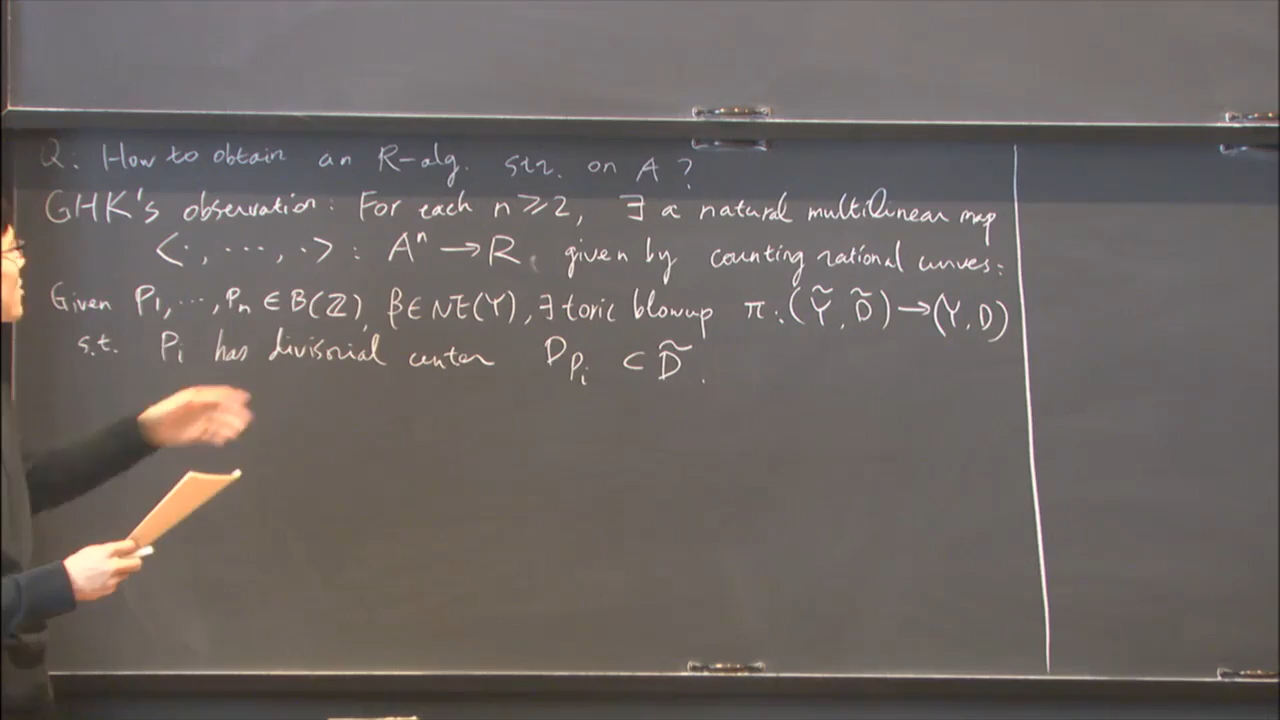 Q: How to obtain an R-alg. str. on A?
GHK's observation: For each n⩾2, ∃ a natural multilinear map
<·, ⋯, ·> : Aⁿ → R, given by counting rational curves:
Given P₁,⋯,Pₙ ∈ B(ℤ), β∈NE(Y), ∃ toric blowup π:(Ỹ,D̃)→(Y,D)
s.t. Pᵢ has divisorial center D_{Pᵢ} ⊂ D̃.